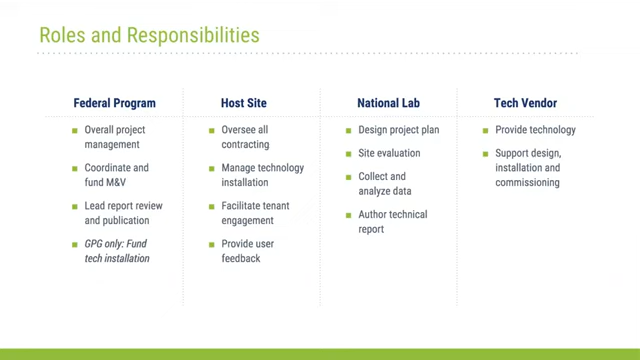 Roles and Responsibilities
Federal Program
Overall project
management
Coordinate and
fund M&V
Lead report review
and publication
GPG only: Fund
tech installation
Host Site
Oversee all
contracting
Manage technology
installation
Facilitate tenant
engagement
Provide user
feedback
National Lab
Design project plan
Site evaluation
Collect and
analyze data
Author technical
report
Tech Vendor
Provide technology
Support design,
installation and
commissioning